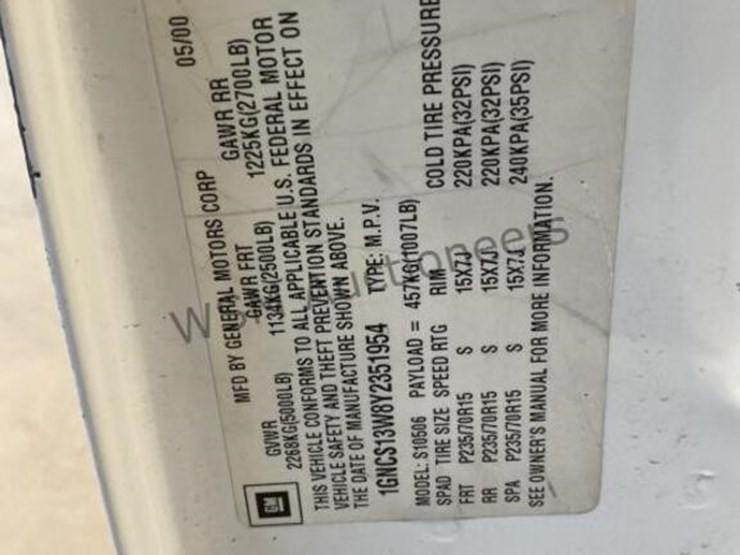 MFD BY GENERAL MOTORS CORP 05/00
GM
GVWR GAWR FRT GAWR RR
2268KG(5000LB) 1134KG(2500LB) 1225KG(2700LB)
THIS VEHICLE CONFORMS TO ALL APPLICABLE U.S. FEDERAL MOTOR
VEHICLE SAFETY AND THEFT PREVENTION STANDARDS IN EFFECT ON
THE DATE OF MANUFACTURE SHOWN ABOVE.
1GNCS13W8Y2351954 TYPE: M.P.V.
MODEL: S10506 PAYLOAD = 457KG(1007LB)
SPAD TIRE SIZE SPEED RTG RIM COLD TIRE PRESSURE
FRT P235/70R15 S 15X7J 220KPA(32PSI)
RR P235/70R15 S 15X7J 220KPA(32PSI)
SPA P235/70R15 S 15X7J 240KPA(35PSI)
SEE OWNER'S MANUAL FOR MORE INFORMATION.